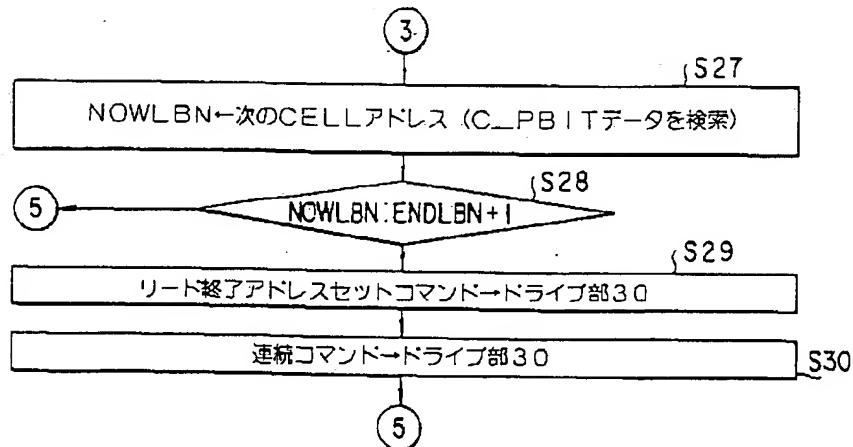 3
S27
NOWLBN←次のCELLアドレス (C_PBITデータを検索)
S28
5
NOWLBN:ENDLBN+1
S29
リード終了アドレスセットコマンド→ドライブ部30
連続コマンド→ドライブ部30
S30
5